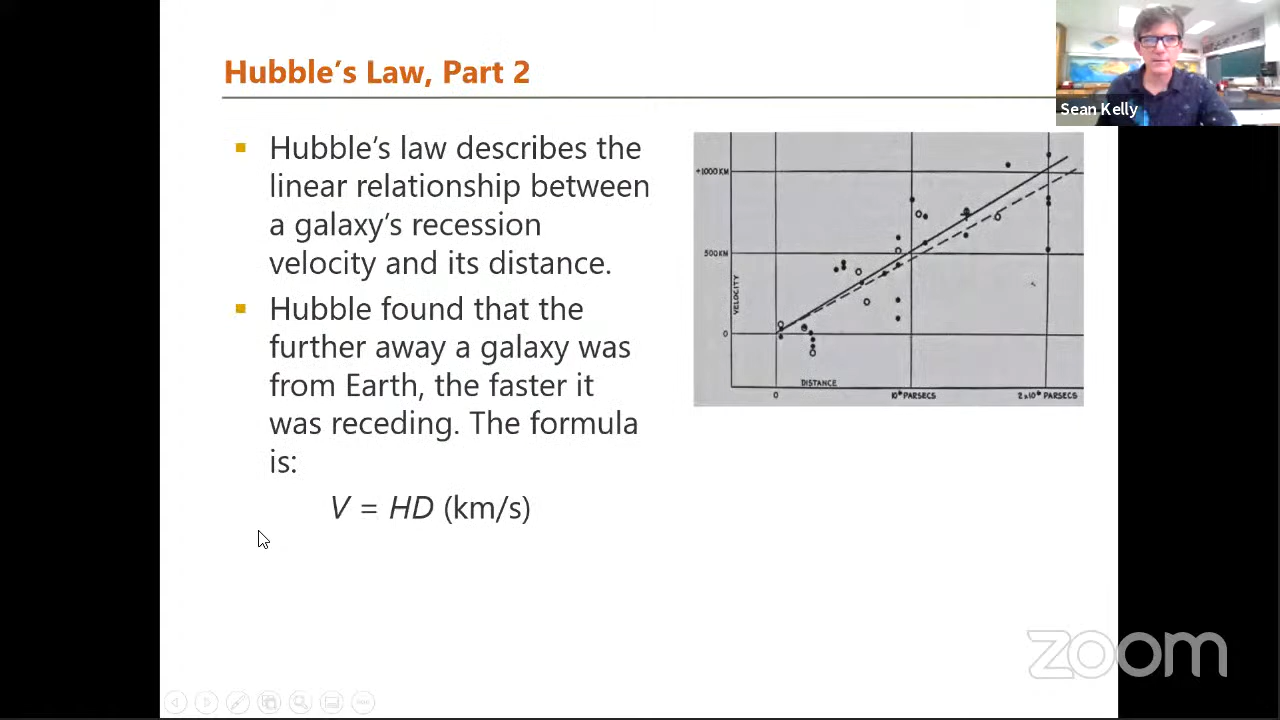 Hubble’s Law, Part 2
Sean Kelly
▪ Hubble’s law describes the
linear relationship between
a galaxy’s recession
velocity and its distance.
▪ Hubble found that the
further away a galaxy was
from Earth, the faster it
was receding. The formula
is:
V = HD (km/s)
+1000 KM
500 KM
0
VELOCITY
DISTANCE
0
10⁶ PARSECS
2x10⁶ PARSECS
zoom